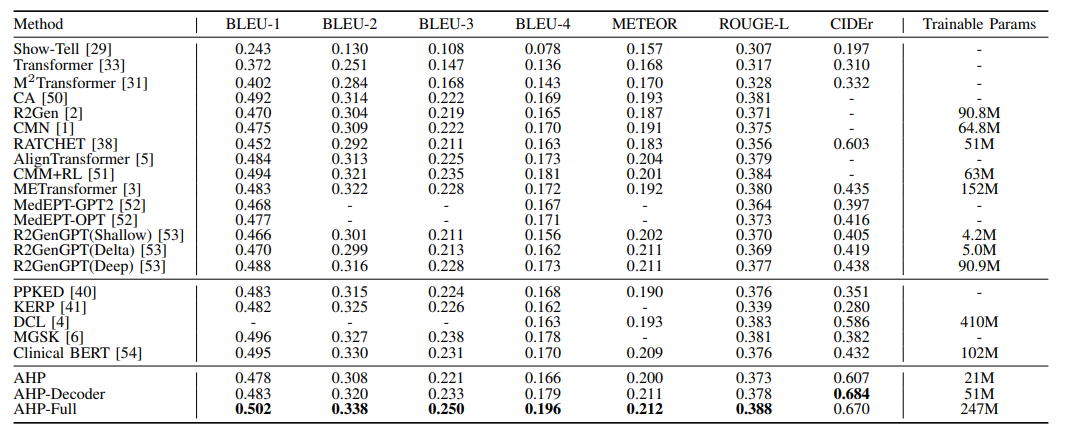 Method BLEU-1 BLEU-2 BLEU-3 BLEU-4 METEOR ROUGE-L CIDEr Trainable Params
Show-Tell [29] 0.243 0.130 0.108 0.078 0.157 0.307 0.197 -
Transformer [33] 0.372 0.251 0.147 0.136 0.168 0.317 0.310 -
M²Transformer [31] 0.402 0.284 0.168 0.143 0.170 0.328 0.332 -
CA [50] 0.492 0.314 0.222 0.169 0.193 0.381 - -
R2Gen [2] 0.470 0.304 0.219 0.165 0.187 0.371 - 90.8M
CMN [1] 0.475 0.309 0.222 0.170 0.191 0.375 - 64.8M
RATCHET [38] 0.452 0.292 0.211 0.163 0.183 0.356 0.603 51M
AlignTransformer [5] 0.484 0.313 0.225 0.173 0.204 0.379 - -
CMM+RL [51] 0.494 0.321 0.235 0.181 0.201 0.384 - 63M
METransformer [3] 0.483 0.322 0.228 0.172 0.192 0.380 0.435 152M
MedEPT-GPT2 [52] 0.468 - - 0.167 - 0.364 0.397 -
MedEPT-OPT [52] 0.477 - - 0.171 - 0.373 0.416 -
R2GenGPT(Shallow) [53] 0.466 0.301 0.211 0.156 0.202 0.370 0.405 4.2M
R2GenGPT(Delta) [53] 0.470 0.299 0.213 0.162 0.211 0.369 0.419 5.0M
R2GenGPT(Deep) [53] 0.488 0.316 0.228 0.173 0.211 0.377 0.438 90.9M
PPKED [40] 0.483 0.315 0.224 0.168 0.190 0.376 0.351 -
KERP [41] 0.482 0.325 0.226 0.162 - 0.339 0.280 -
DCL [4] - - - 0.163 0.193 0.383 0.586 410M
MGSK [6] 0.496 0.327 0.238 0.178 - 0.381 0.382 -
Clinical BERT [54] 0.495 0.330 0.231 0.170 0.209 0.376 0.432 102M
AHP 0.478 0.308 0.221 0.166 0.200 0.373 0.607 21M
AHP-Decoder 0.483 0.320 0.233 0.179 0.211 0.378 0.684 51M
AHP-Full 0.502 0.338 0.250 0.196 0.212 0.388 0.670 247M